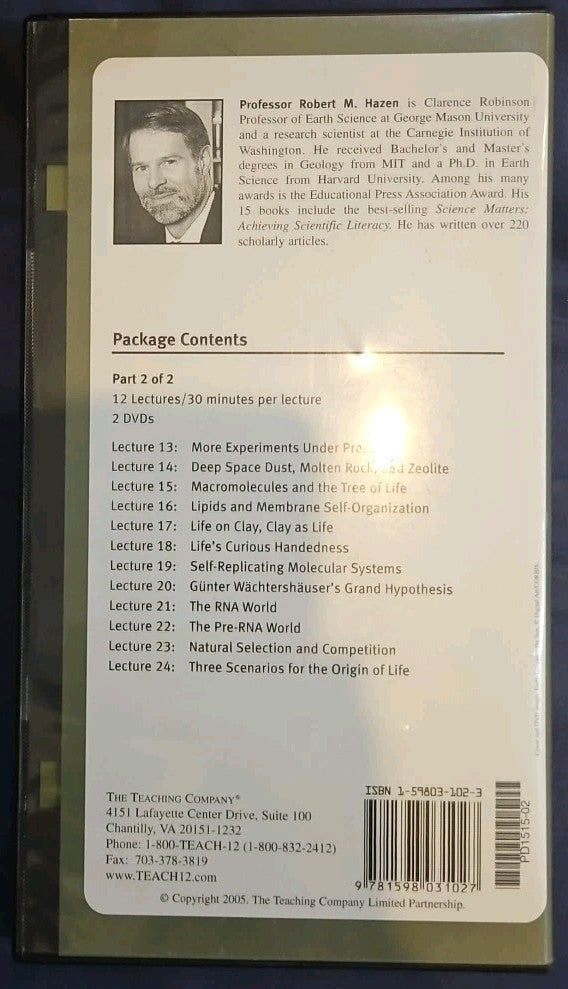 Professor Robert M. Hazen is Clarence Robinson
Professor of Earth Science at George Mason University
and a research scientist at the Carnegie Institution of
Washington. He received Bachelor's and Master's
degrees in Geology from MIT and a Ph.D. in Earth
Science from Harvard University. Among his many
awards is the Educational Press Association Award. His
15 books include the best-selling Science Matters:
Achieving Scientific Literacy. He has written over 220
scholarly articles.
Package Contents
Part 2 of 2
12 Lectures/30 minutes per lecture
2 DVDs
Lecture 13: More Experiments Under
Lecture 14: Deep Space Dust, Molten Rock, and Zeolite
Lecture 15: Macromolecules and the Tree of Life
Lecture 16: Lipids and Membrane Self-Organization
Lecture 17: Life on Clay, Clay as Life
Lecture 18: Life's Curious Handedness
Lecture 19: Self-Replicating Molecular Systems
Lecture 20: Günter Wächtershäuser's Grand Hypothesis
Lecture 21: The RNA World
Lecture 22: The Pre-RNA World
Lecture 23: Natural Selection and Competition
Lecture 24: Three Scenarios for the Origin of Life
THE TEACHING COMPANY®
4151 Lafayette Center Drive, Suite 100
Chantilly, VA 20151-1232
Phone: 1-800-TEACH-12 (1-800-832-2412)
Fax: 703-378-3819
www.TEACH12.com
ISBN 1-59803-102-3
9 781598 031027
PD1515-02
© Copyright 2005. The Teaching Company Limited Partnership.